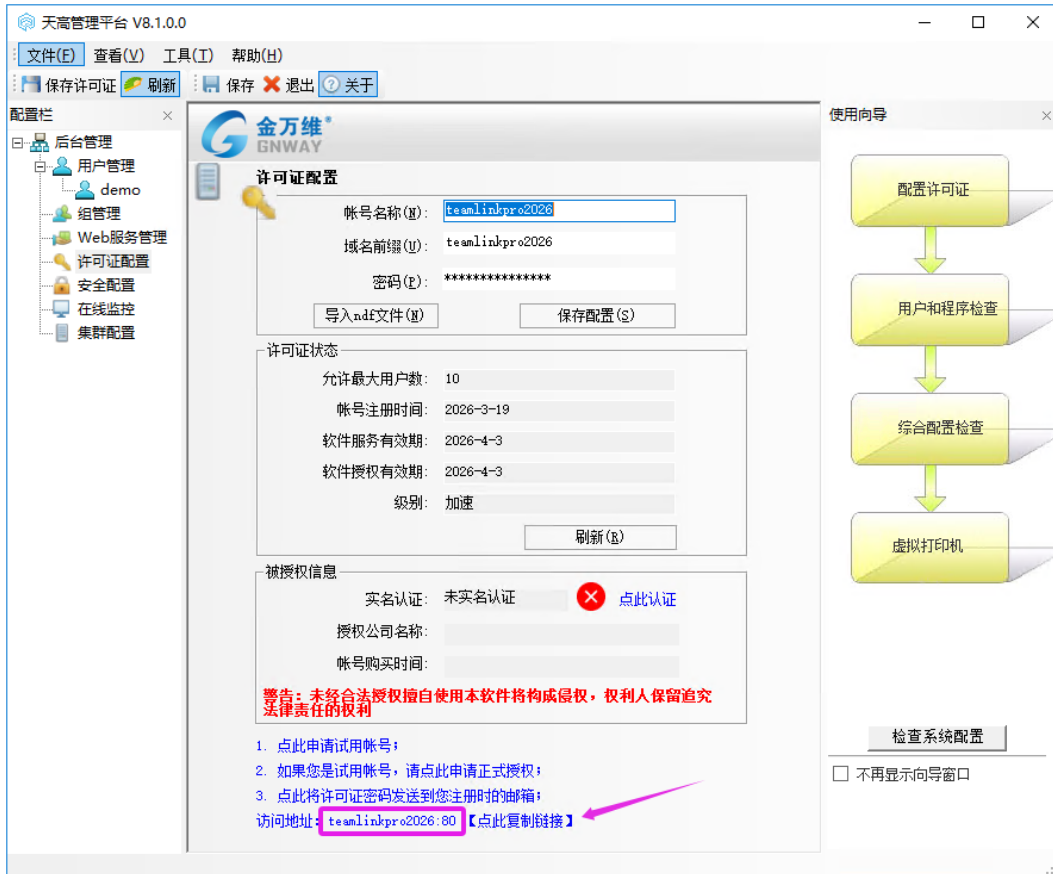 天高管理平台 V8.1.0.0
文件(F) 查看(V) 工具(T) 帮助(H)
保存许可证 刷新 保存 退出 关于
配置栏
后台管理
用户管理
demo
组管理
Web服务管理
许可证配置
安全配置
在线监控
集群配置
金万维®
GNWAY
许可证配置
帐号名称(N): teamlinkpro2026
域名前缀(U): teamlinkpro2026
密码(P): ***************
导入ndf文件(N) 保存配置(S)
许可证状态
允许最大用户数: 10
帐号注册时间: 2026-3-19
软件服务有效期: 2026-4-3
软件授权有效期: 2026-4-3
级别: 加速
刷新(R)
被授权信息
实名认证: 未实名认证 点此认证
授权公司名称:
帐号购买时间:
警告: 未经合法授权擅自使用本软件将构成侵权, 权利人保留追究
法律责任的权利
1. 点此申请试用帐号;
2. 如果您是试用帐号, 请点此申请正式授权;
3. 点此将许可证密码发送到您注册时的邮箱;
访问地址: teamlinkpro2026:80 【点此复制链接】
使用向导
配置许可证
用户和程序检查
综合配置检查
虚拟打印机
检查系统配置
不再显示向导窗口